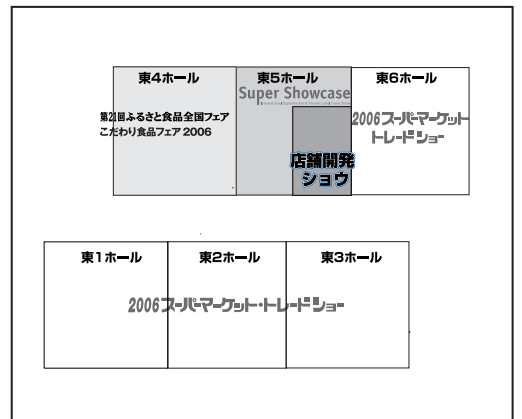 東4ホール
第21回ふるさと食品全国フェア
こだわり食品フェア 2006
東5ホール
Super Showcase
店舗開発
ショウ
東6ホール
2006スーパーマーケット
トレードショー
東1ホール
東2ホール
東3ホール
2006スーパーマーケット・トレードショー